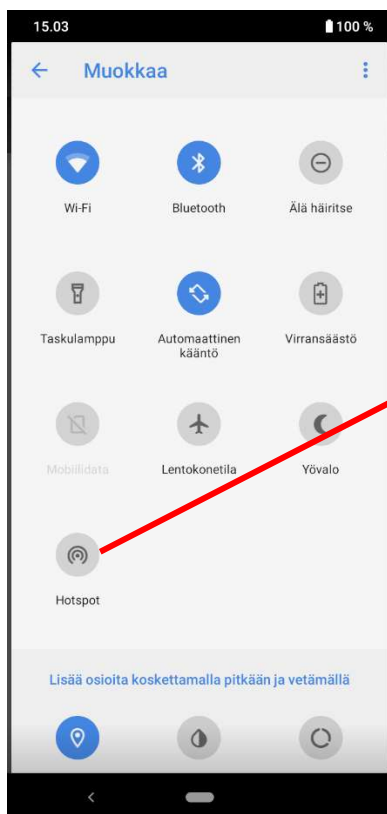 15.03 100 %
Muokkaa
Wi-Fi Bluetooth Älä häiritse
Taskulamppu Automaattinen kääntö Virransäästö
Mobiilidata Lentokonetila Yövalo
Hotspot
Lisää osioita koskettamalla pitkään ja vetämällä